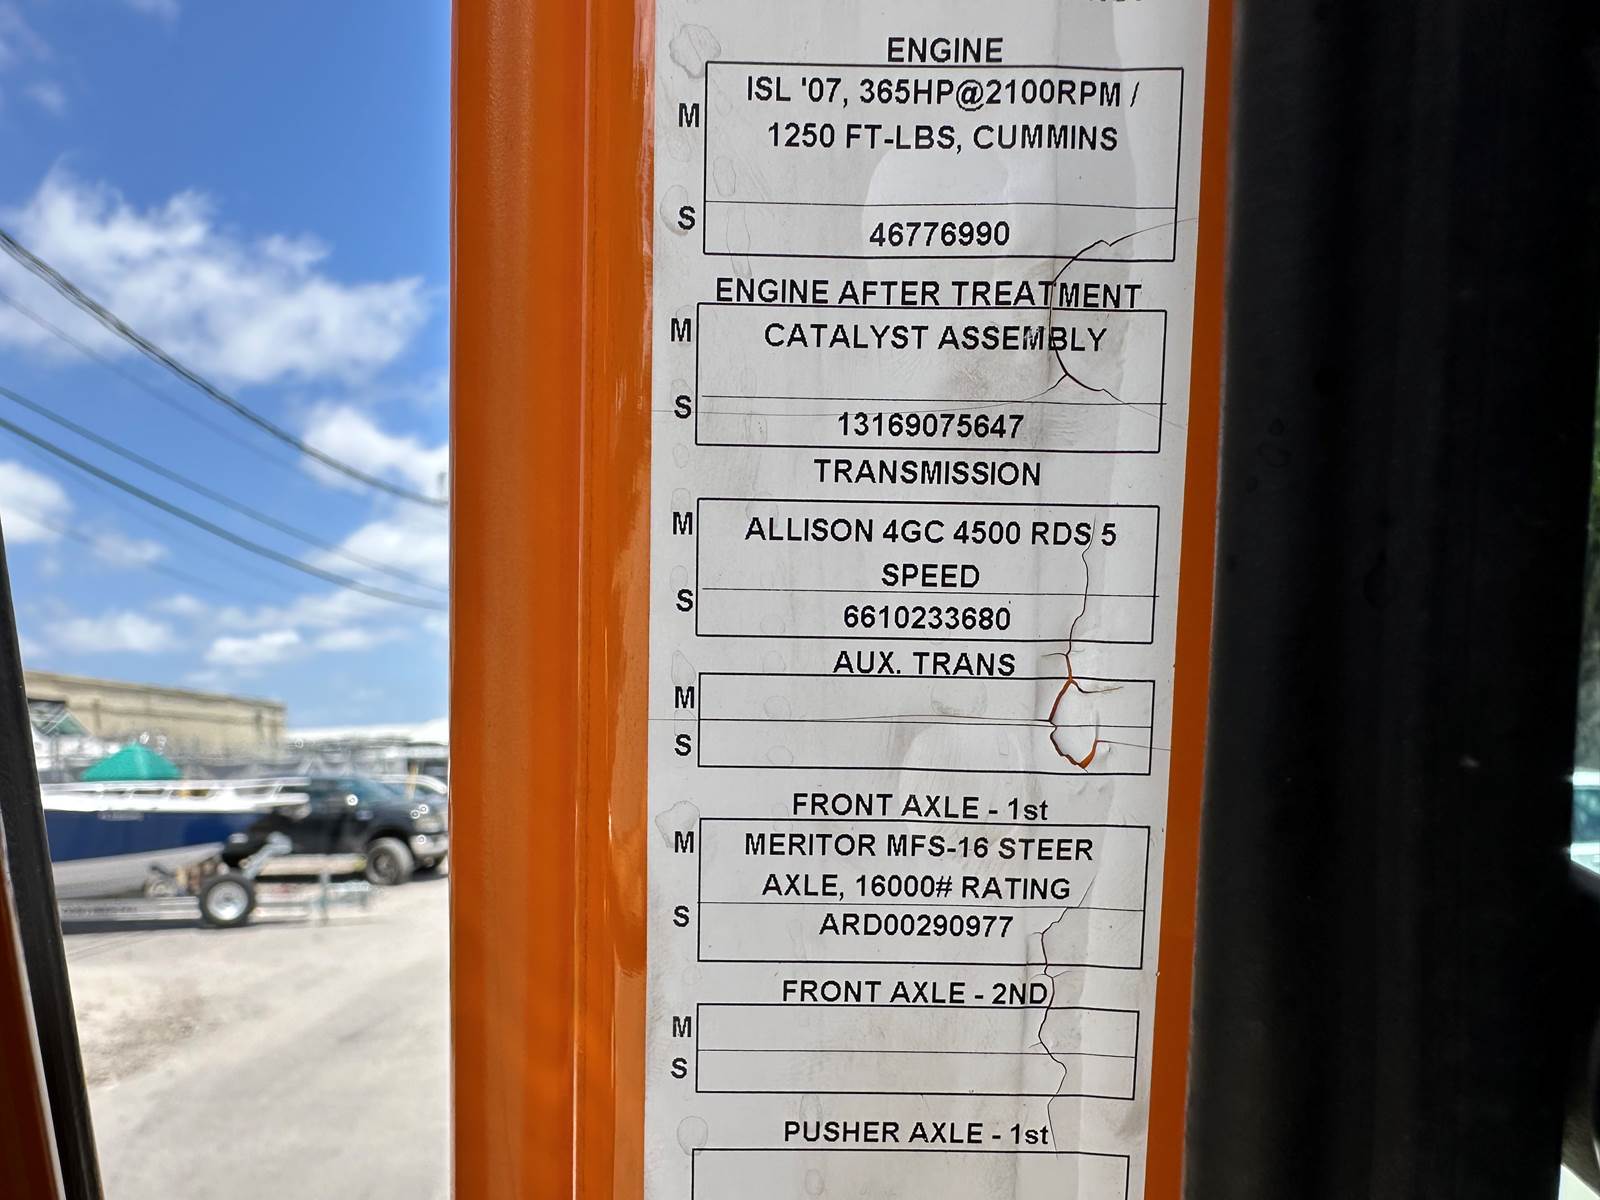 ENGINE
M
ISL '07, 365HP@2100RPM /
1250 FT-LBS, CUMMINS
S
46776990
ENGINE AFTER TREATMENT
M
CATALYST ASSEMBLY
S
13169075647
TRANSMISSION
M
ALLISON 4GC 4500 RDS 5
SPEED
S
6610233680
AUX. TRANS
M
S
FRONT AXLE - 1st
M
MERITOR MFS-16 STEER
AXLE, 16000# RATING
S
ARD00290977
FRONT AXLE - 2ND
M
S
PUSHER AXLE - 1st